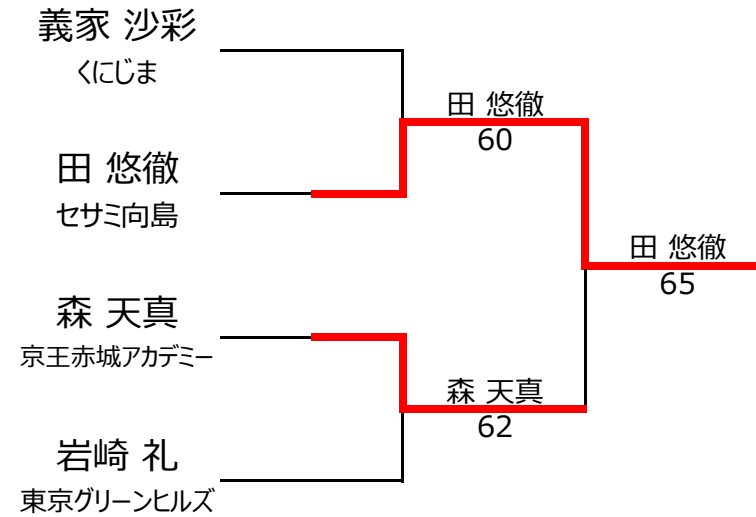 義家 沙彩
くにじま
田 悠徹
セサミ向島
森 天真
京王赤城アカデミー
岩崎 礼
東京グリーンヒルズ
田 悠徹
60
森 天真
62
田 悠徹
65